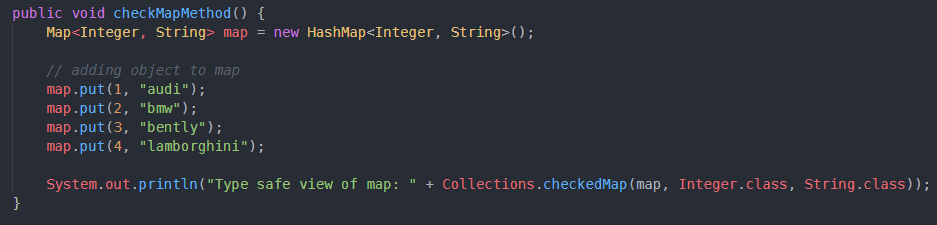 public void checkMapMethod() {
Map<Integer, String> map = new HashMap<Integer, String>();
// adding object to map
map.put(1, "audi");
map.put(2, "bmw");
map.put(3, "bently");
map.put(4, "lamborghini");
System.out.println("Type safe view of map: " + Collections.checkedMap(map, Integer.class, String.class));
}